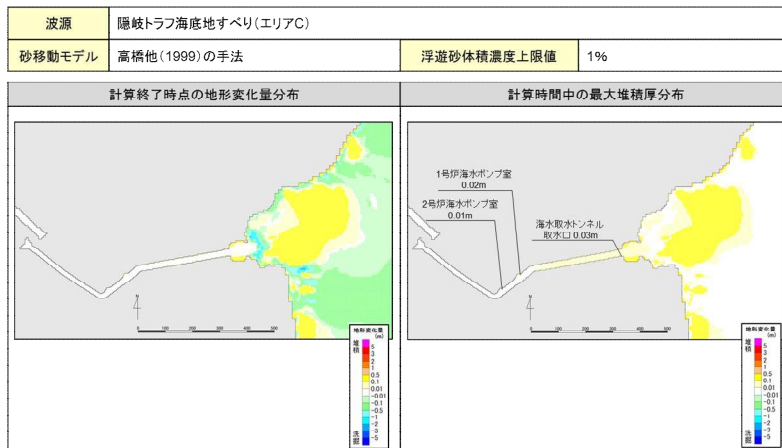 波源 隠岐トラフ海底地すべり(エリアC)
砂移動モデル 高橋他(1999)の手法 浮遊砂体積濃度上限値 1%
計算終了時点の地形変化量分布 計算時間中の最大堆積厚分布
1号炉海水ポンプ室
0.02m
2号炉海水ポンプ室
0.01m
海水取水トンネル
取水口 0.03m
N
0 100 200 300 400 500
地形変化量
(m)
堆積
5
3
2
1
0.5
0.1
0.01
-0.01
-0.1
-0.5
-1
-2
-3
-5
洗掘
N
0 100 200 300 400 500
地形変化量
(m)
堆積
5
3
2
1
0.5
0.1
0.01
-0.01
-0.1
-0.5
-1
-2
-3
-5
洗掘